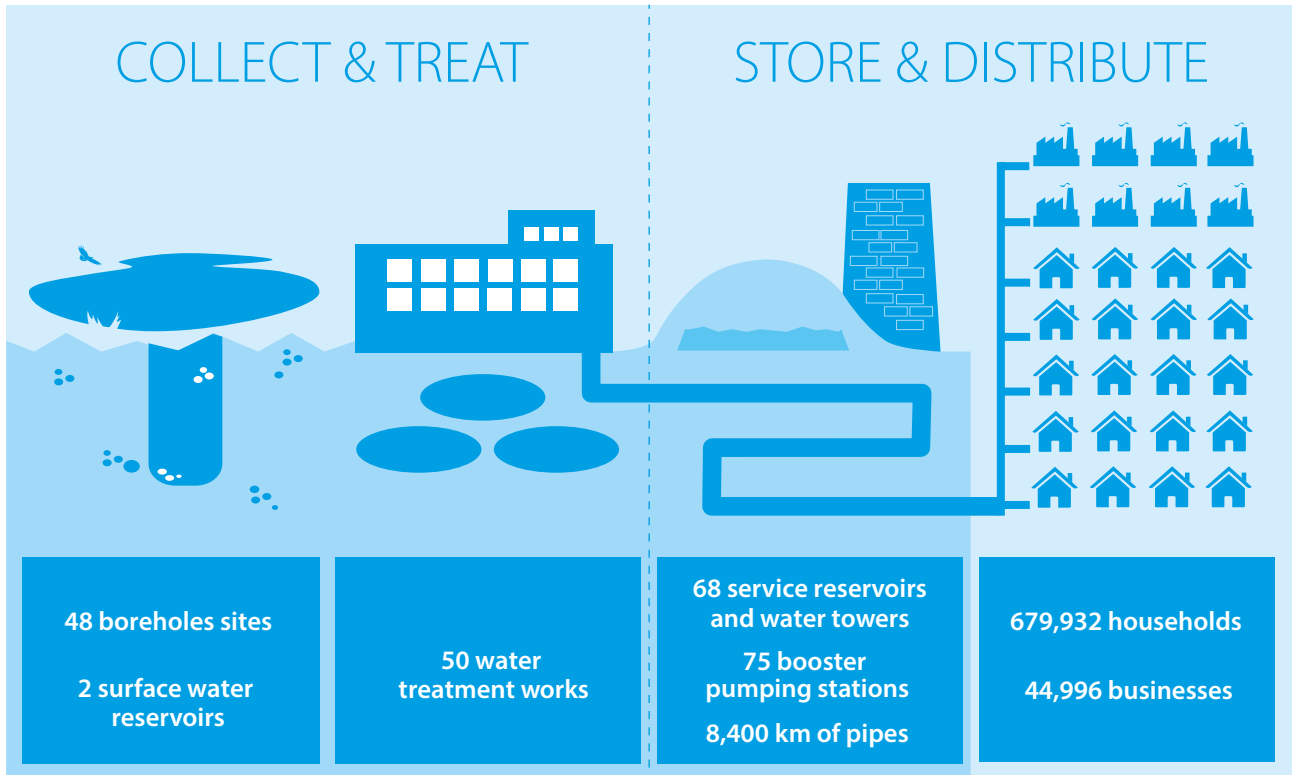 COLLECT & TREAT
STORE & DISTRIBUTE
48 boreholes sites
2 surface water
reservoirs
50 water
treatment works
68 service reservoirs
and water towers
75 booster
pumping stations
8,400 km of pipes
679,932 households
44,996 businesses